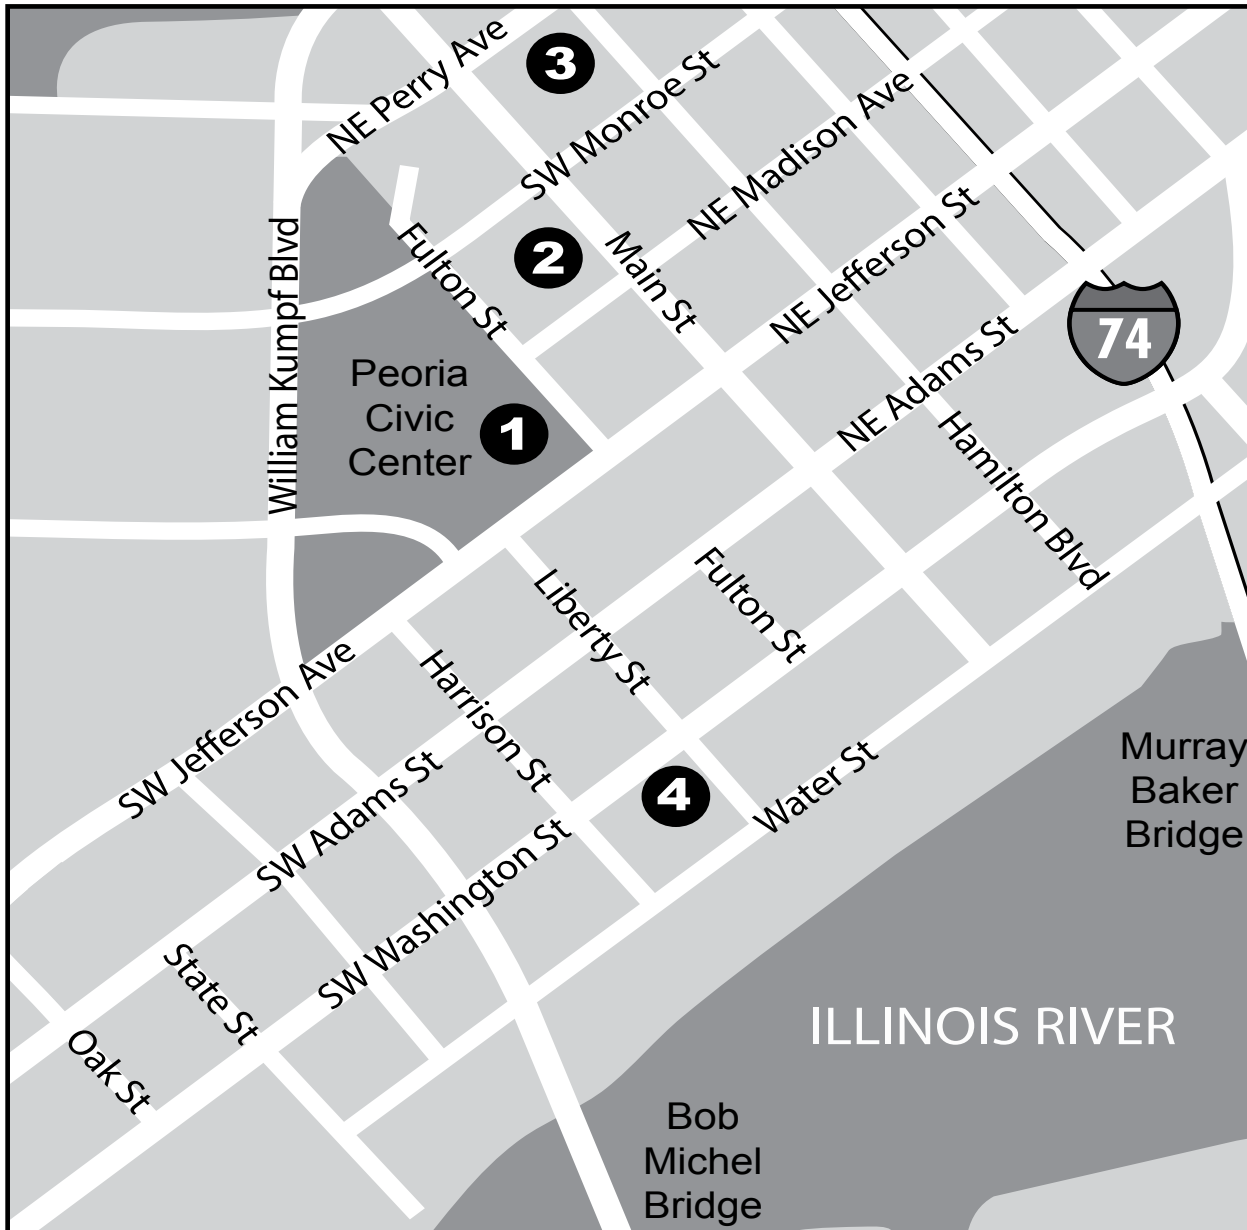 NE Perry Ave
3
SW Monroe St
NE Madison Ave
Fulton St
2
Main St
NE Jefferson St
William Kumpf Blvd
74
NE Adams St
Peoria
Civic
Center
1
Hamilton Blvd
Fulton St
Liberty St
Harrison St
SW Jefferson Ave
SW Adams St
4
Water St
Murray
Baker
Bridge
SW Washington St
State St
Oak St
ILLINOIS RIVER
Bob
Michel
Bridge